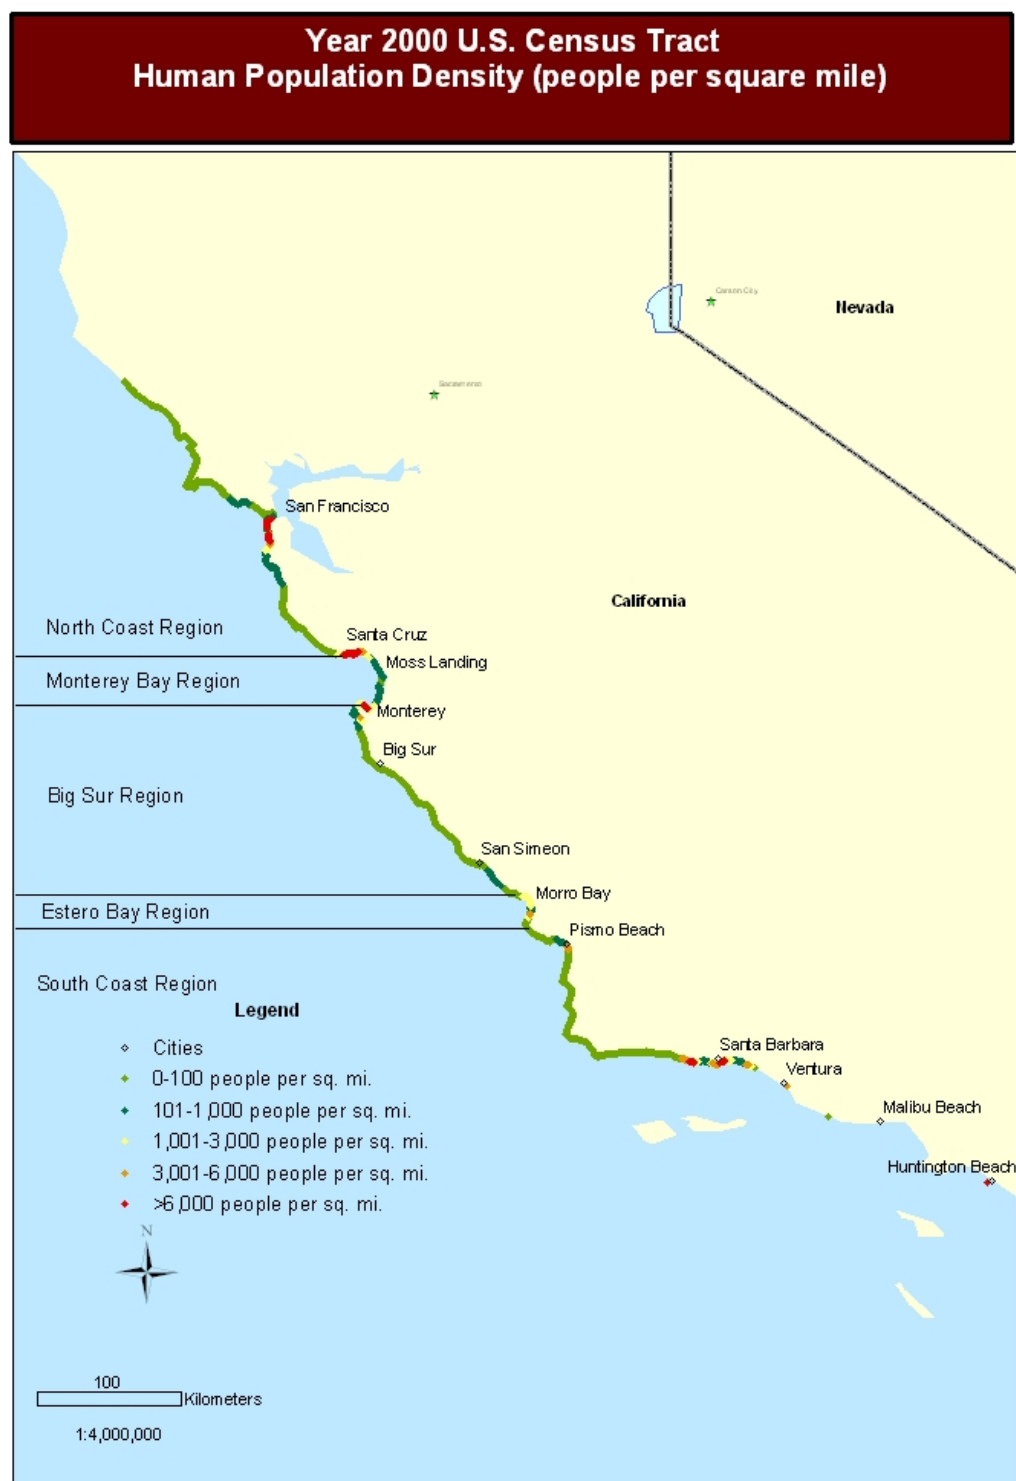 Year 2000 U.S. Census Tract
Human Population Density (people per square mile)
Carson City
Nevada
Sacramento
San Francisco
California
North Coast Region
Santa Cruz
Moss Landing
Monterey Bay Region
Monterey
Big Sur
Big Sur Region
San Simeon
Morro Bay
Estero Bay Region
Pismo Beach
South Coast Region
Legend
Cities
0-100 people per sq. mi.
101-1,000 people per sq. mi.
1,001-3,000 people per sq. mi.
3,001-6,000 people per sq. mi.
>6,000 people per sq. mi.
Santa Barbara
Ventura
Malibu Beach
Huntington Beach
N
100
Kilometers
1:4,000,000